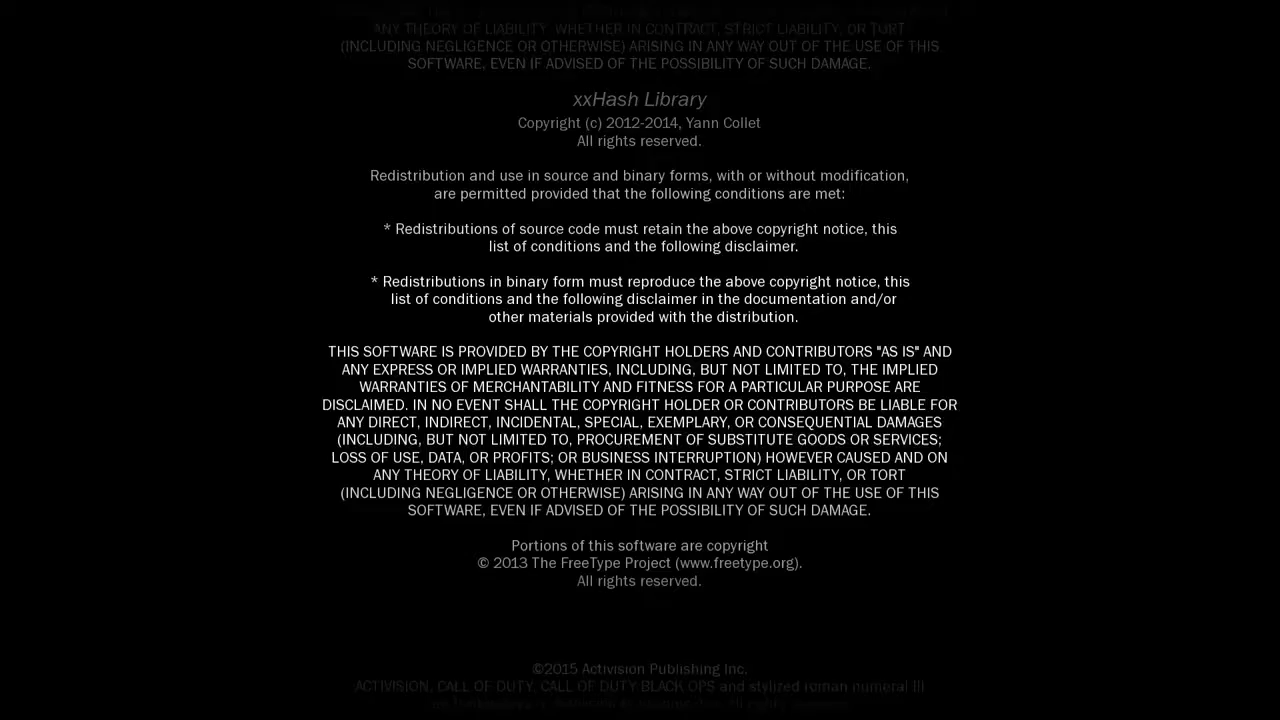 ANY THEORY OF LIABILITY, WHETHER IN CONTRACT, STRICT LIABILITY, OR TORT
(INCLUDING NEGLIGENCE OR OTHERWISE) ARISING IN ANY WAY OUT OF THE USE OF THIS
SOFTWARE, EVEN IF ADVISED OF THE POSSIBILITY OF SUCH DAMAGE.
xxHash Library
Copyright (c) 2012-2014, Yann Collet
All rights reserved.
Redistribution and use in source and binary forms, with or without modification,
are permitted provided that the following conditions are met:
* Redistributions of source code must retain the above copyright notice, this
list of conditions and the following disclaimer.
* Redistributions in binary form must reproduce the above copyright notice, this
list of conditions and the following disclaimer in the documentation and/or
other materials provided with the distribution.
THIS SOFTWARE IS PROVIDED BY THE COPYRIGHT HOLDERS AND CONTRIBUTORS "AS IS" AND
ANY EXPRESS OR IMPLIED WARRANTIES, INCLUDING, BUT NOT LIMITED TO, THE IMPLIED
WARRANTIES OF MERCHANTABILITY AND FITNESS FOR A PARTICULAR PURPOSE ARE
DISCLAIMED. IN NO EVENT SHALL THE COPYRIGHT HOLDER OR CONTRIBUTORS BE LIABLE FOR
ANY DIRECT, INDIRECT, INCIDENTAL, SPECIAL, EXEMPLARY, OR CONSEQUENTIAL DAMAGES
(INCLUDING, BUT NOT LIMITED TO, PROCUREMENT OF SUBSTITUTE GOODS OR SERVICES;
LOSS OF USE, DATA, OR PROFITS; OR BUSINESS INTERRUPTION) HOWEVER CAUSED AND ON
ANY THEORY OF LIABILITY, WHETHER IN CONTRACT, STRICT LIABILITY, OR TORT
(INCLUDING NEGLIGENCE OR OTHERWISE) ARISING IN ANY WAY OUT OF THE USE OF THIS
SOFTWARE, EVEN IF ADVISED OF THE POSSIBILITY OF SUCH DAMAGE.
Portions of this software are copyright
© 2013 The FreeType Project (www.freetype.org).
All rights reserved.
©2015 Activision Publishing Inc.
ACTIVISION, CALL OF DUTY, CALL OF DUTY BLACK OPS and stylized roman numeral III